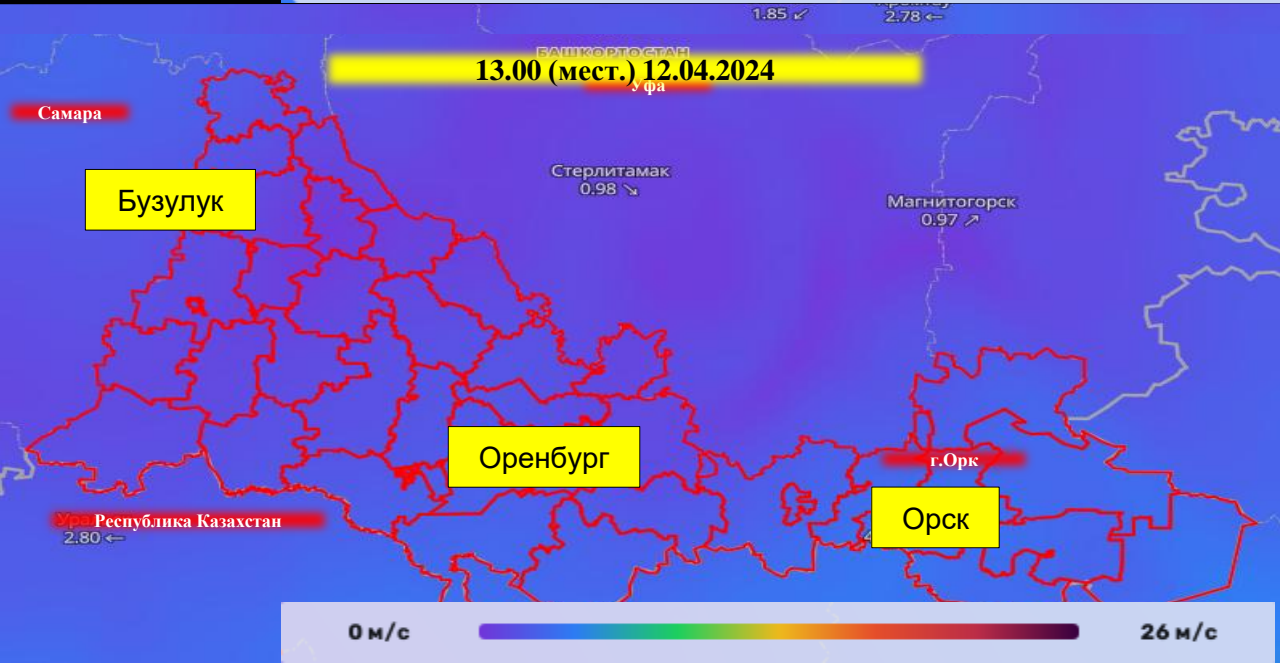 1.85 ↙
2.78 ←
БАШКОРТОСТАН
13.00 (мест.) 12.04.2024
Уфа
Самара
Стерлитамак
0.98 ↘
Бузулук
Магнитогорск
0.97 ↗
Оренбург
г.Орк
Орск
Республика Казахстан
2.80 ←
0 м/с
26 м/с